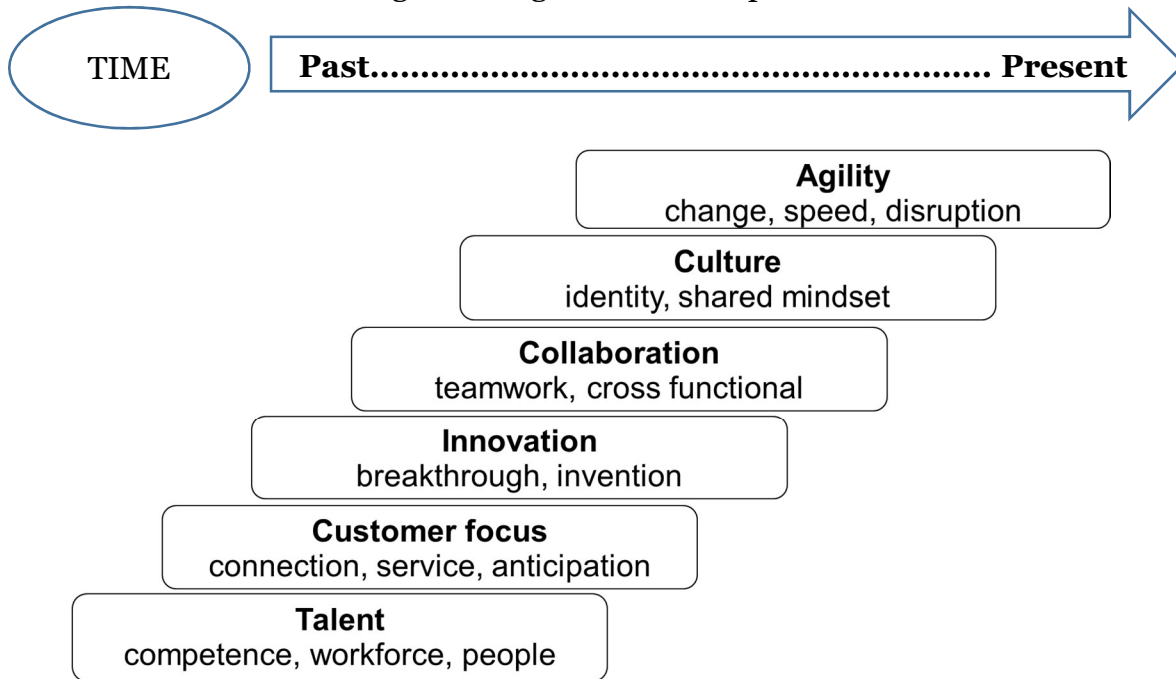 TIME
Past............................................................. Present
Agility
change, speed, disruption
Culture
identity, shared mindset
Collaboration
teamwork, cross functional
Innovation
breakthrough, invention
Customer focus
connection, service, anticipation
Talent
competence, workforce, people